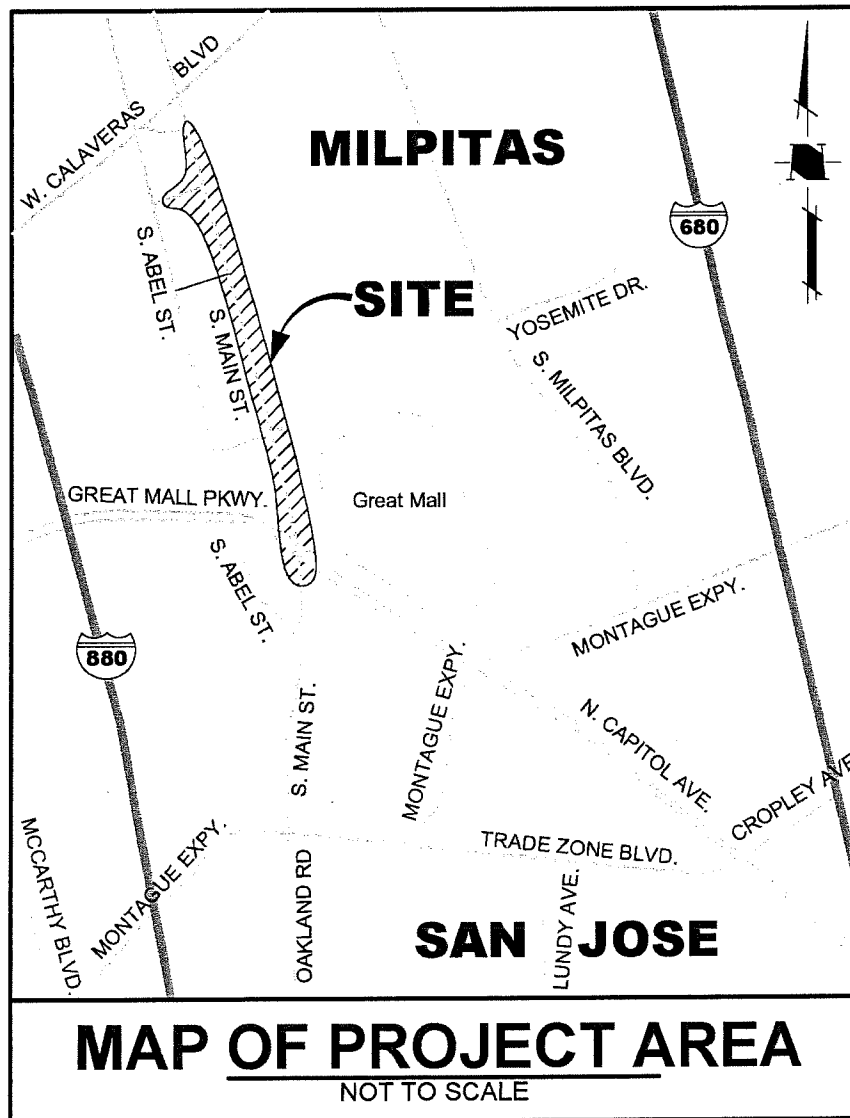 BLVD
W. CALAVERAS
MILPITAS
680
S. ABEL ST.
SITE
YOSEMITE DR.
S. MAIN ST.
S. MILPITAS BLVD.
GREAT MALL PKWY.
Great Mall
S. ABEL ST.
MONTAGUE EXPY.
880
MONTAGUE EXPY.
S. MAIN ST.
N. CAPITOL AVE.
CROPLEY AVE
TRADE ZONE BLVD.
MCCARTHY BLVD.
MONTAGUE EXPY.
OAKLAND RD
LUNDY AVE.
SAN JOSE
MAP OF PROJECT AREA
NOT TO SCALE